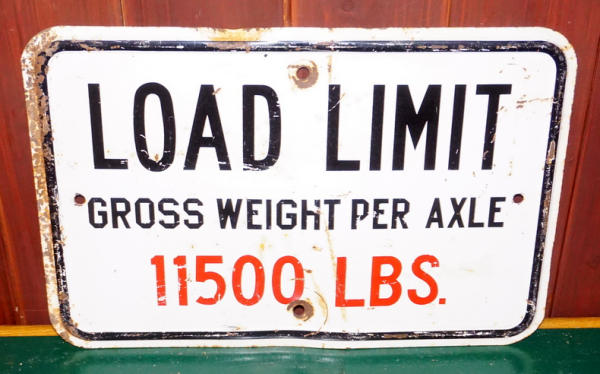 LOAD LIMIT
GROSS WEIGHT PER AXLE
11500 LBS.